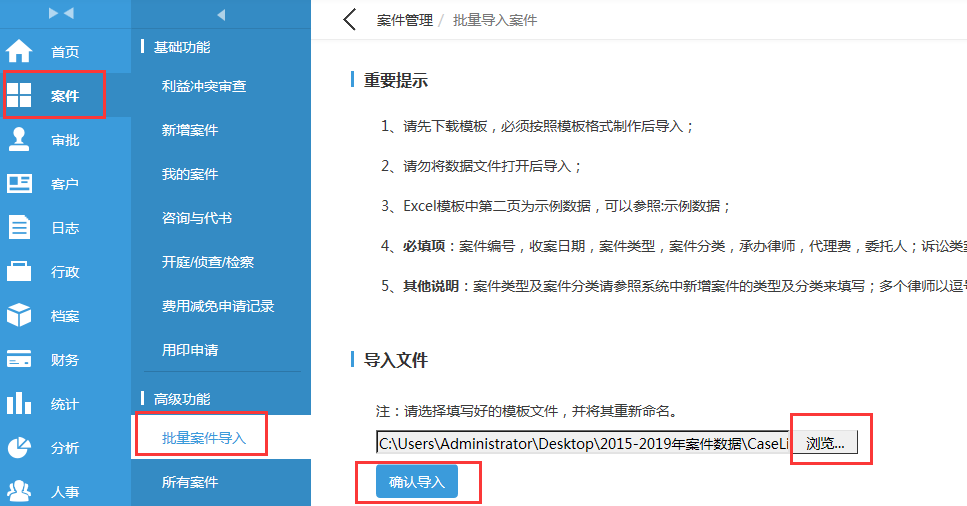 首页
案件
审批
客户
日志
行政
档案
财务
统计
分析
人事
基础功能
利益冲突审查
新增案件
我的案件
咨询与代书
开庭/侦查/检察
费用减免申请记录
用印申请
高级功能
批量案件导入
所有案件
案件管理 / 批量导入案件
重要提示
1、请先下载模板，必须按照模板格式制作后导入；
2、请勿将数据文件打开后导入；
3、Excel模板中第二页为示例数据，可以参照:示例数据；
4、必填项：案件编号，收案日期，案件类型，案件分类，承办律师，代理费，委托人；诉讼类案
5、其他说明：案件类型及案件分类请参照系统中新增案件的类型及分类来填写；多个律师以逗号
导入文件
注：请选择填写好的模板文件，并将其重新命名。
C:\Users\Administrator\Desktop\2015-2019年案件数据\CaseLi 浏览...
确认导入